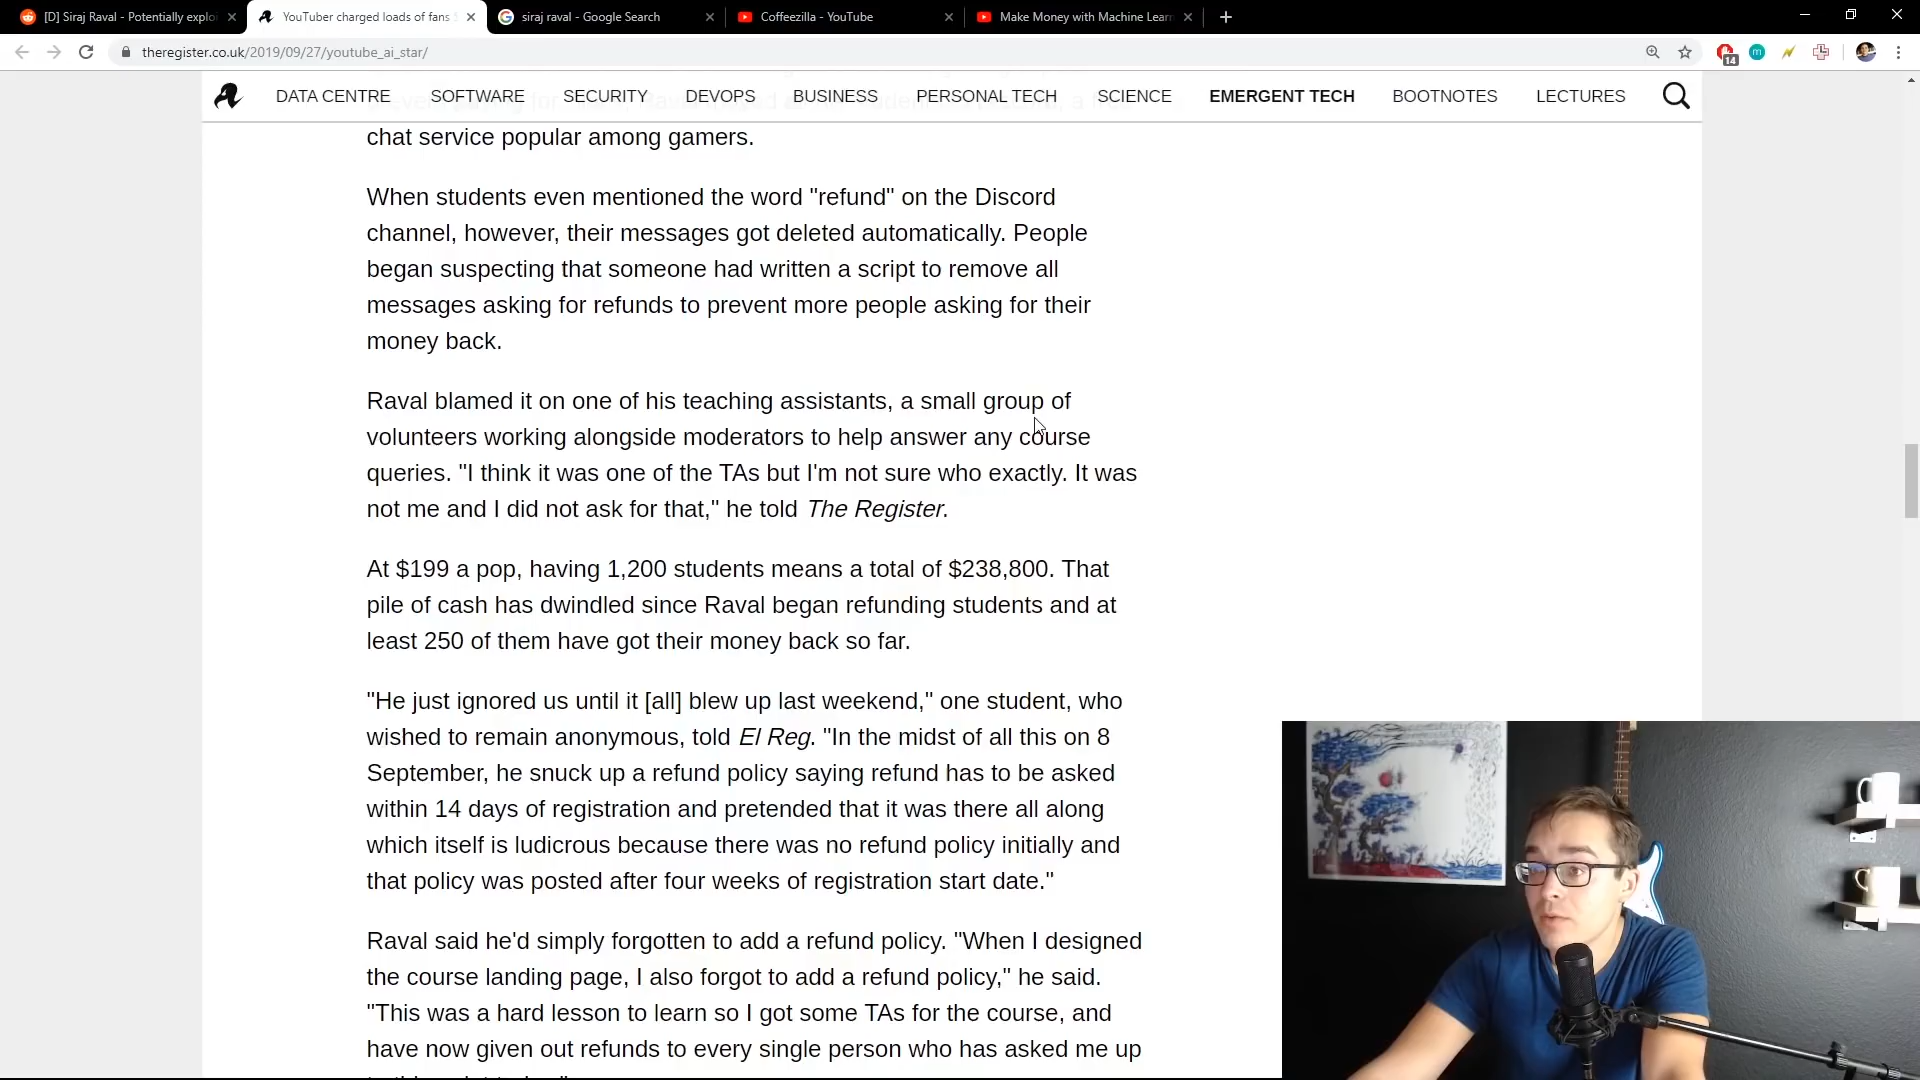 [D] Siraj Raval - Potentially exploi
YouTuber charged loads of fans
siraj raval - Google Search
Coffeezilla - YouTube
Make Money with Machine Learn
theregister.co.uk/2019/09/27/youtube_ai_star/
14
DATA CENTRE SOFTWARE SECURITY DEVOPS BUSINESS PERSONAL TECH SCIENCE EMERGENT TECH BOOTNOTES LECTURES
chat service popular among gamers.
When students even mentioned the word "refund" on the Discord
channel, however, their messages got deleted automatically. People
began suspecting that someone had written a script to remove all
messages asking for refunds to prevent more people asking for their
money back.
Raval blamed it on one of his teaching assistants, a small group of
volunteers working alongside moderators to help answer any course
queries. "I think it was one of the TAs but I'm not sure who exactly. It was
not me and I did not ask for that," he told The Register.
At $199 a pop, having 1,200 students means a total of $238,800. That
pile of cash has dwindled since Raval began refunding students and at
least 250 of them have got their money back so far.
"He just ignored us until it [all] blew up last weekend," one student, who
wished to remain anonymous, told El Reg. "In the midst of all this on 8
September, he snuck up a refund policy saying refund has to be asked
within 14 days of registration and pretended that it was there all along
which itself is ludicrous because there was no refund policy initially and
that policy was posted after four weeks of registration start date."
Raval said he'd simply forgotten to add a refund policy. "When I designed
the course landing page, I also forgot to add a refund policy," he said.
"This was a hard lesson to learn so I got some TAs for the course, and
have now given out refunds to every single person who has asked me up